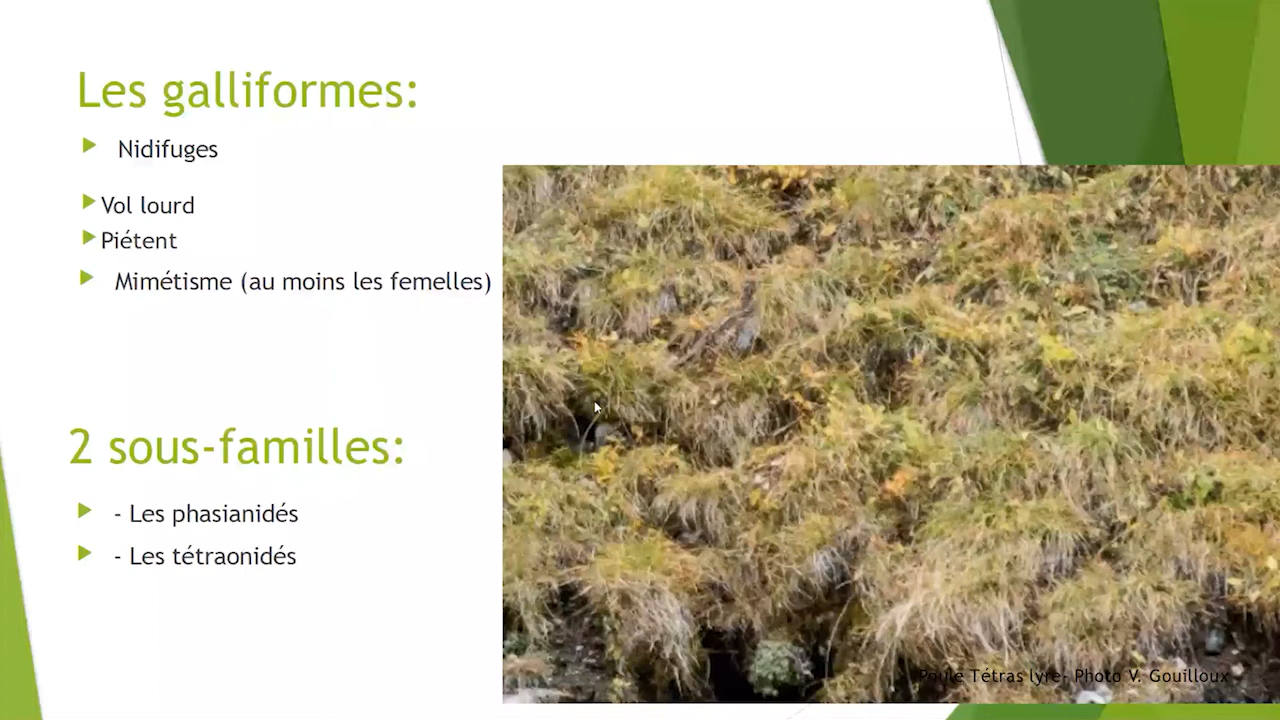 Les galliformes:
Nidifuges
Vol lourd
Piétent
Mimétisme (au moins les femelles)
2 sous-familles:
- Les phasianidés
- Les tétraonidés
Poule Tétras lyre- Photo V. Gouilloux